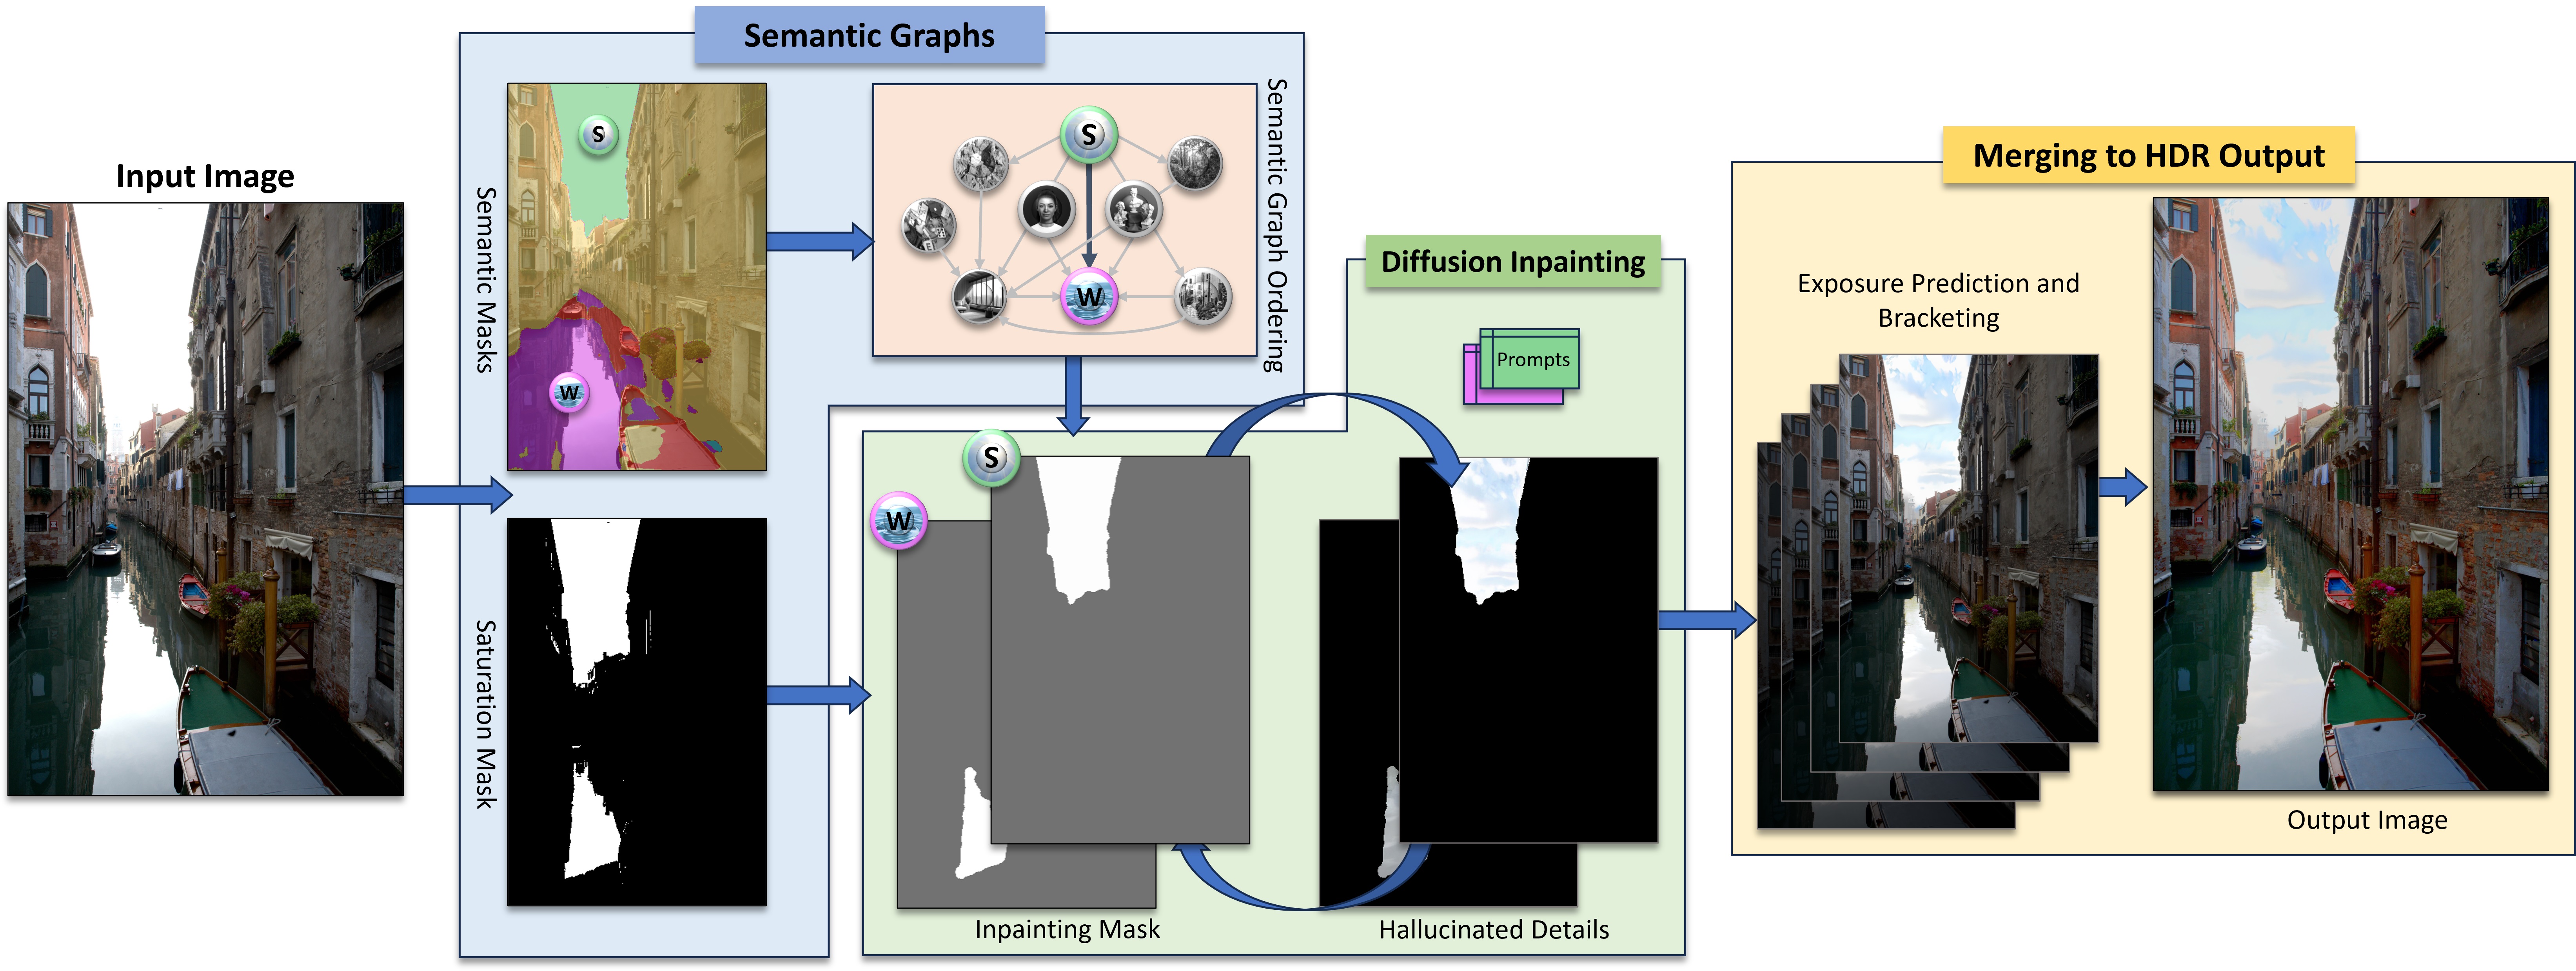 Input Image
Semantic Graphs
Semantic Masks
S
W
Saturation Mask
S
W
Semantic Graph Ordering
Diffusion Inpainting
Prompts
S
W
Inpainting Mask
Hallucinated Details
Merging to HDR Output
Exposure Prediction and
Bracketing
Output Image